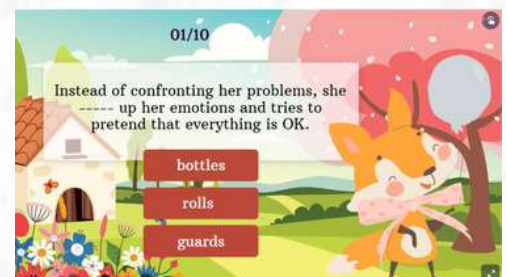 01/10
Instead of confronting her problems, she
----- up her emotions and tries to
pretend that everything is OK.
bottles
rolls
guards